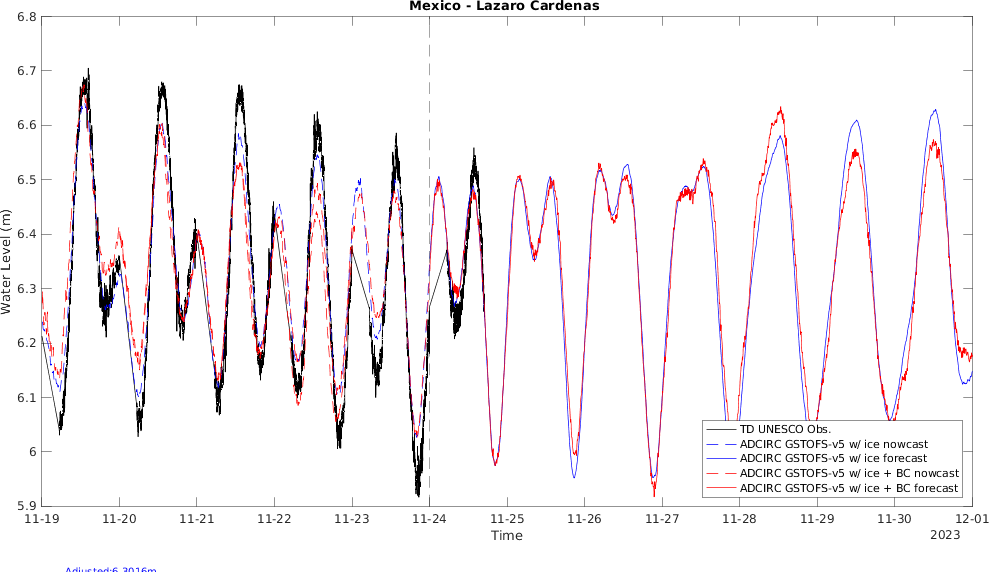 Mexico - Lazaro Cardenas
6.8
6.7
6.6
6.5
6.4
6.3
6.2
6.1
6
5.9
Water Level (m)
TD UNESCO Obs.
ADCIRC GSTOFS-v5 w/ ice nowcast
ADCIRC GSTOFS-v5 w/ ice forecast
ADCIRC GSTOFS-v5 w/ ice + BC nowcast
ADCIRC GSTOFS-v5 w/ ice + BC forecast
11-19 11-20 11-21 11-22 11-23 11-24 11-25 11-26 11-27 11-28 11-29 11-30 12-01
Time
2023
Adjusted:6.3016m